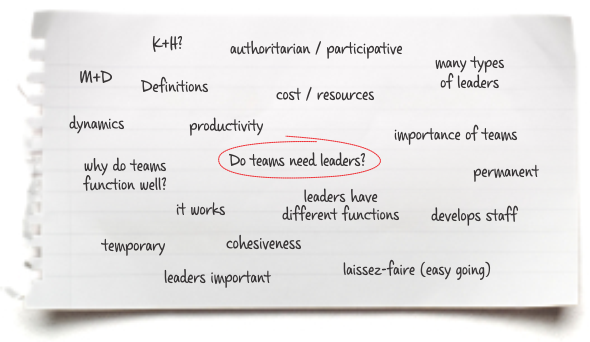 K+H?
authoritarian / participative
many types
of leaders
M+D
Definitions
cost / resources
dynamics
productivity
importance of teams
Do teams need leaders?
why do teams
function well?
permanent
leaders have
different functions
it works
develops staff
temporary
cohesiveness
leaders important
laissez-faire (easy going)